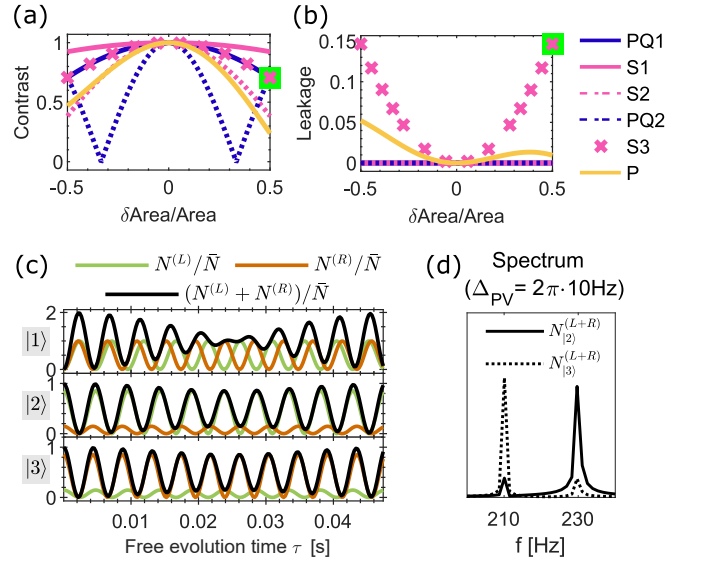 (a)
Contrast
1
0.5
0
-0.5 0 0.5
δArea/Area
(b)
Leakage
0.15
0.1
0.05
0
-0.5 0 0.5
δArea/Area
PQ1
S1
S2
PQ2
S3
P
(c)
N^(L)/N̄ N^(R)/N̄
(N^(L) + N^(R))/N̄
|1⟩
2
1
0
|2⟩
1
0
|3⟩
1
0
0.01 0.02 0.03 0.04
Free evolution time τ [s]
(d)
Spectrum
(Δ_PV = 2π·10Hz)
N_|2⟩^(L+R)
N_|3⟩^(L+R)
210 230
f [Hz]